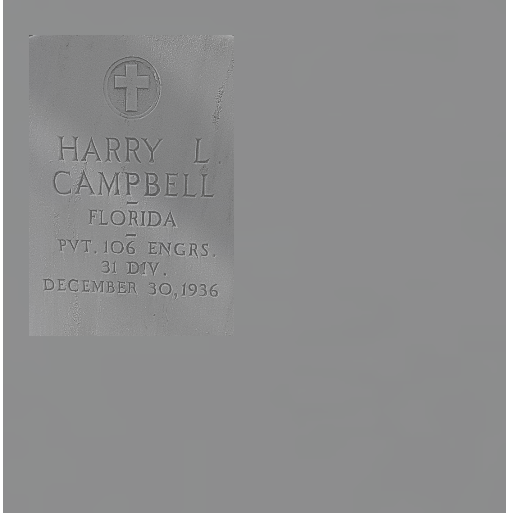 HARRY L.
CAMPBELL
FLORIDA
PVT. 106 ENGRS.
31 DIV.
DECEMBER 30, 1936